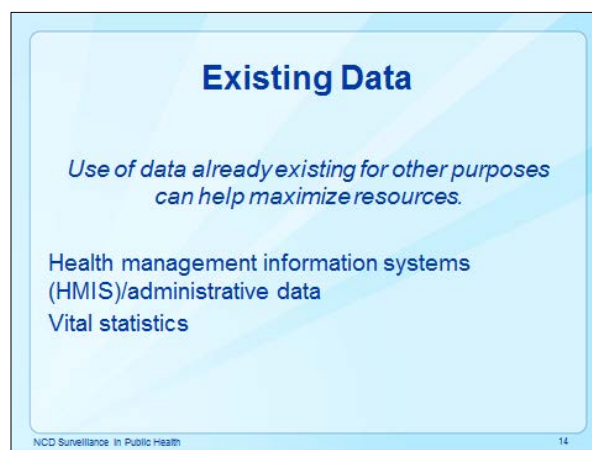 Existing Data
Use of data already existing for other purposes
can help maximize resources.
Health management information systems
(HMIS)/administrative data
Vital statistics
NCD Surveillance in Public Health
14